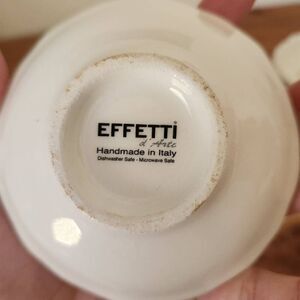 EFFETTi
d'Arte
Handmade in Italy
Dishwasher Safe - Microwave Safe